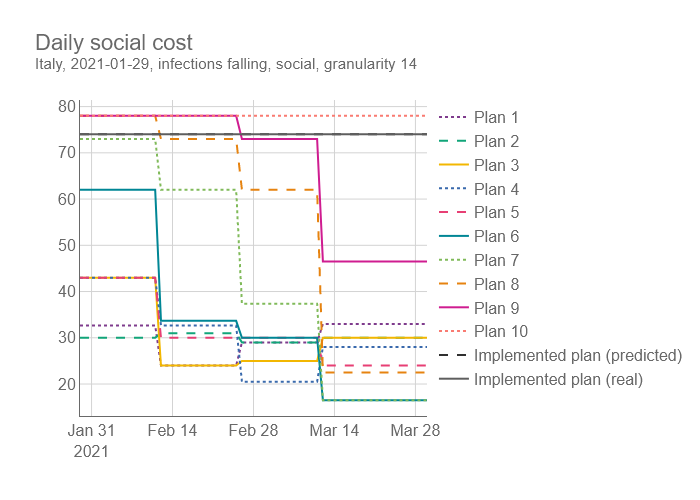 Daily social cost
Italy, 2021-01-29, infections falling, social, granularity 14
80
70
60
50
40
30
20
Jan 31
2021
Feb 14
Feb 28
Mar 14
Mar 28
Plan 1
Plan 2
Plan 3
Plan 4
Plan 5
Plan 6
Plan 7
Plan 8
Plan 9
Plan 10
Implemented plan (predicted)
Implemented plan (real)